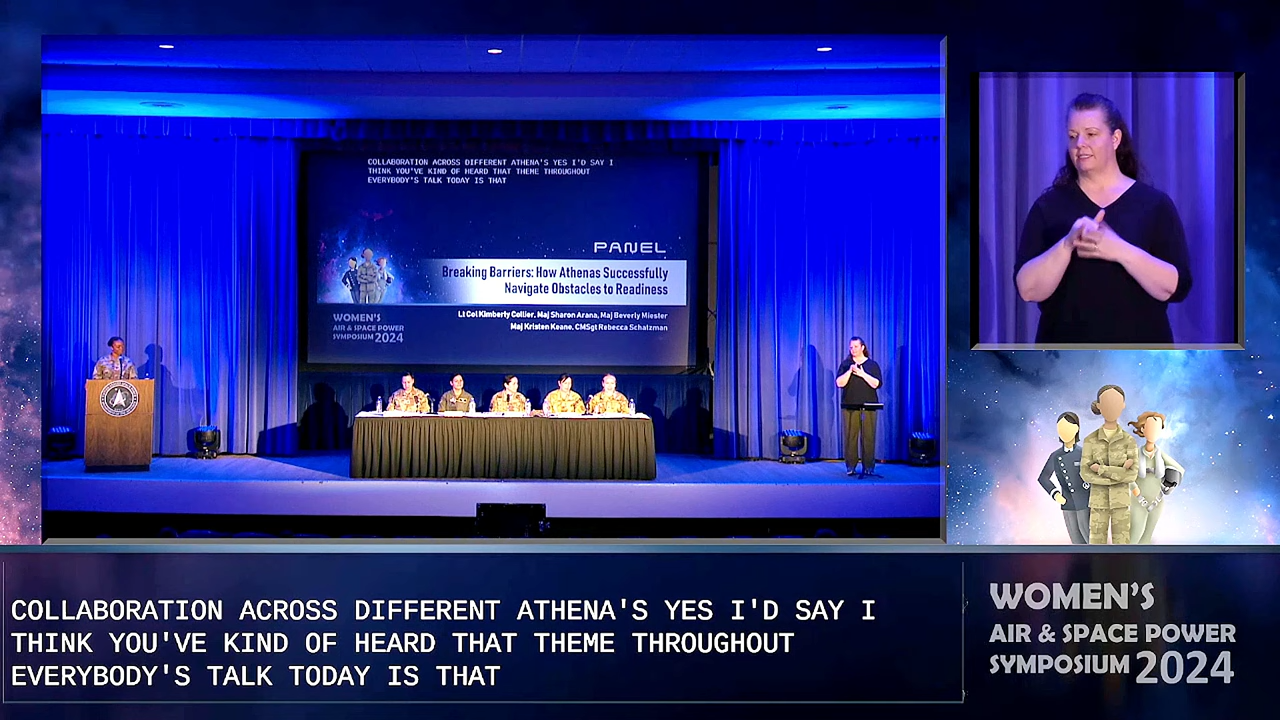 COLLABORATION ACROSS DIFFERENT ATHENA'S YES I'D SAY I
THINK YOU'VE KIND OF HEARD THAT THEME THROUGHOUT
EVERYBODY'S TALK TODAY IS THAT
PANEL
Breaking Barriers: How Athenas Successfully
Navigate Obstacles to Readiness
Lt Col Kimberly Collier, Maj Sharon Arana, Maj Beverly Miester
Maj Kristen Keane, CMSgt Rebecca Schatzman
WOMEN'S
AIR & SPACE POWER
SYMPOSIUM 2024
COLLABORATION ACROSS DIFFERENT ATHENA'S YES I'D SAY I
THINK YOU'VE KIND OF HEARD THAT THEME THROUGHOUT
EVERYBODY'S TALK TODAY IS THAT
WOMEN'S
AIR & SPACE POWER
SYMPOSIUM 2024